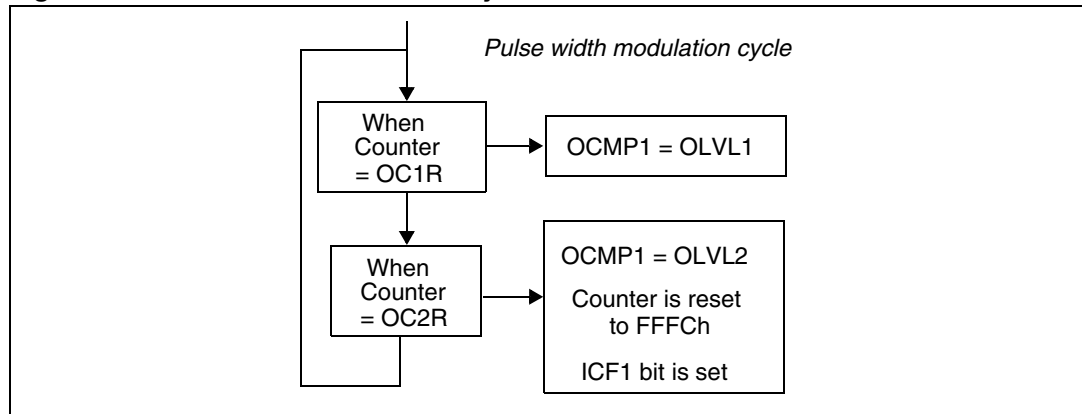 Pulse width modulation cycle
When
Counter
= OC1R
OCMP1 = OLVL1
When
Counter
= OC2R
OCMP1 = OLVL2
Counter is reset
to FFFCh
ICF1 bit is set